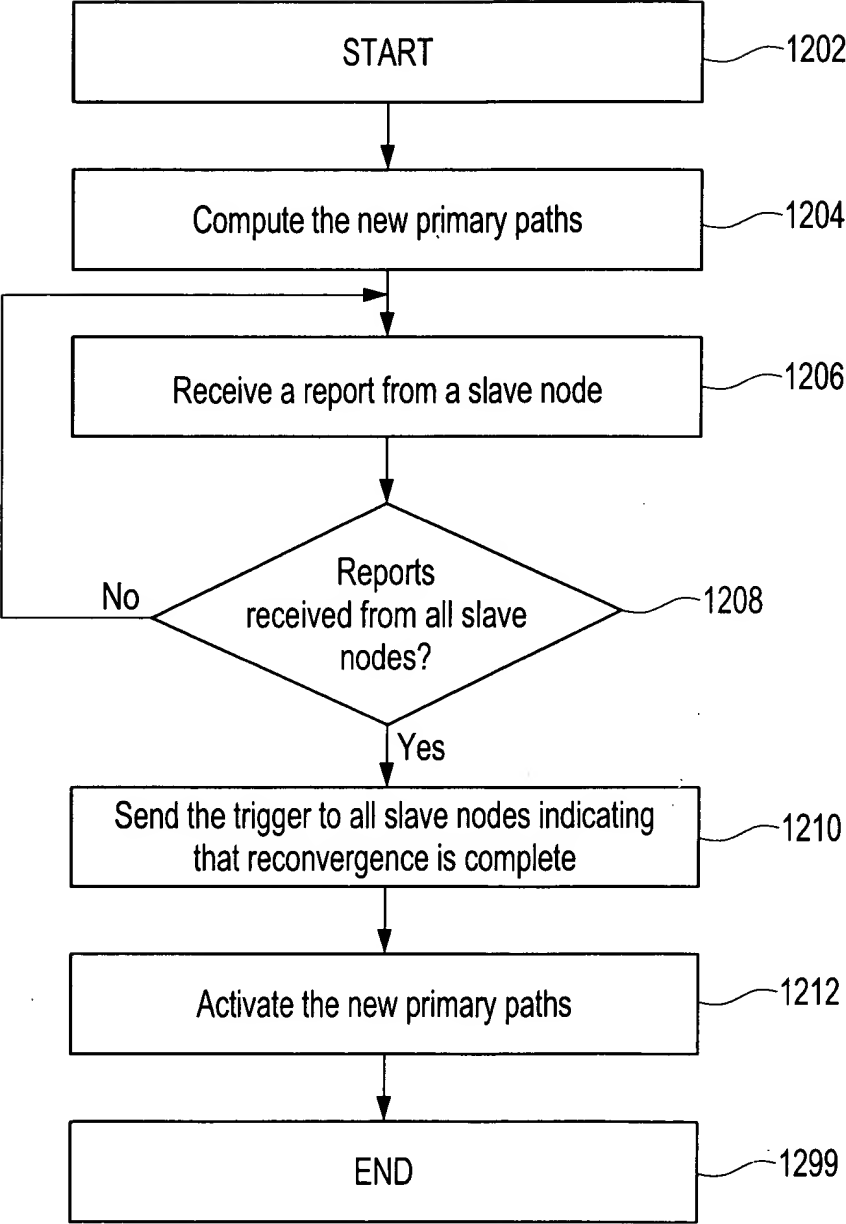 START
1202
Compute the new primary paths
1204
Receive a report from a slave node
1206
Reports
received from all slave
nodes?
1208
No
Yes
Send the trigger to all slave nodes indicating
that reconvergence is complete
1210
Activate the new primary paths
1212
END
1299